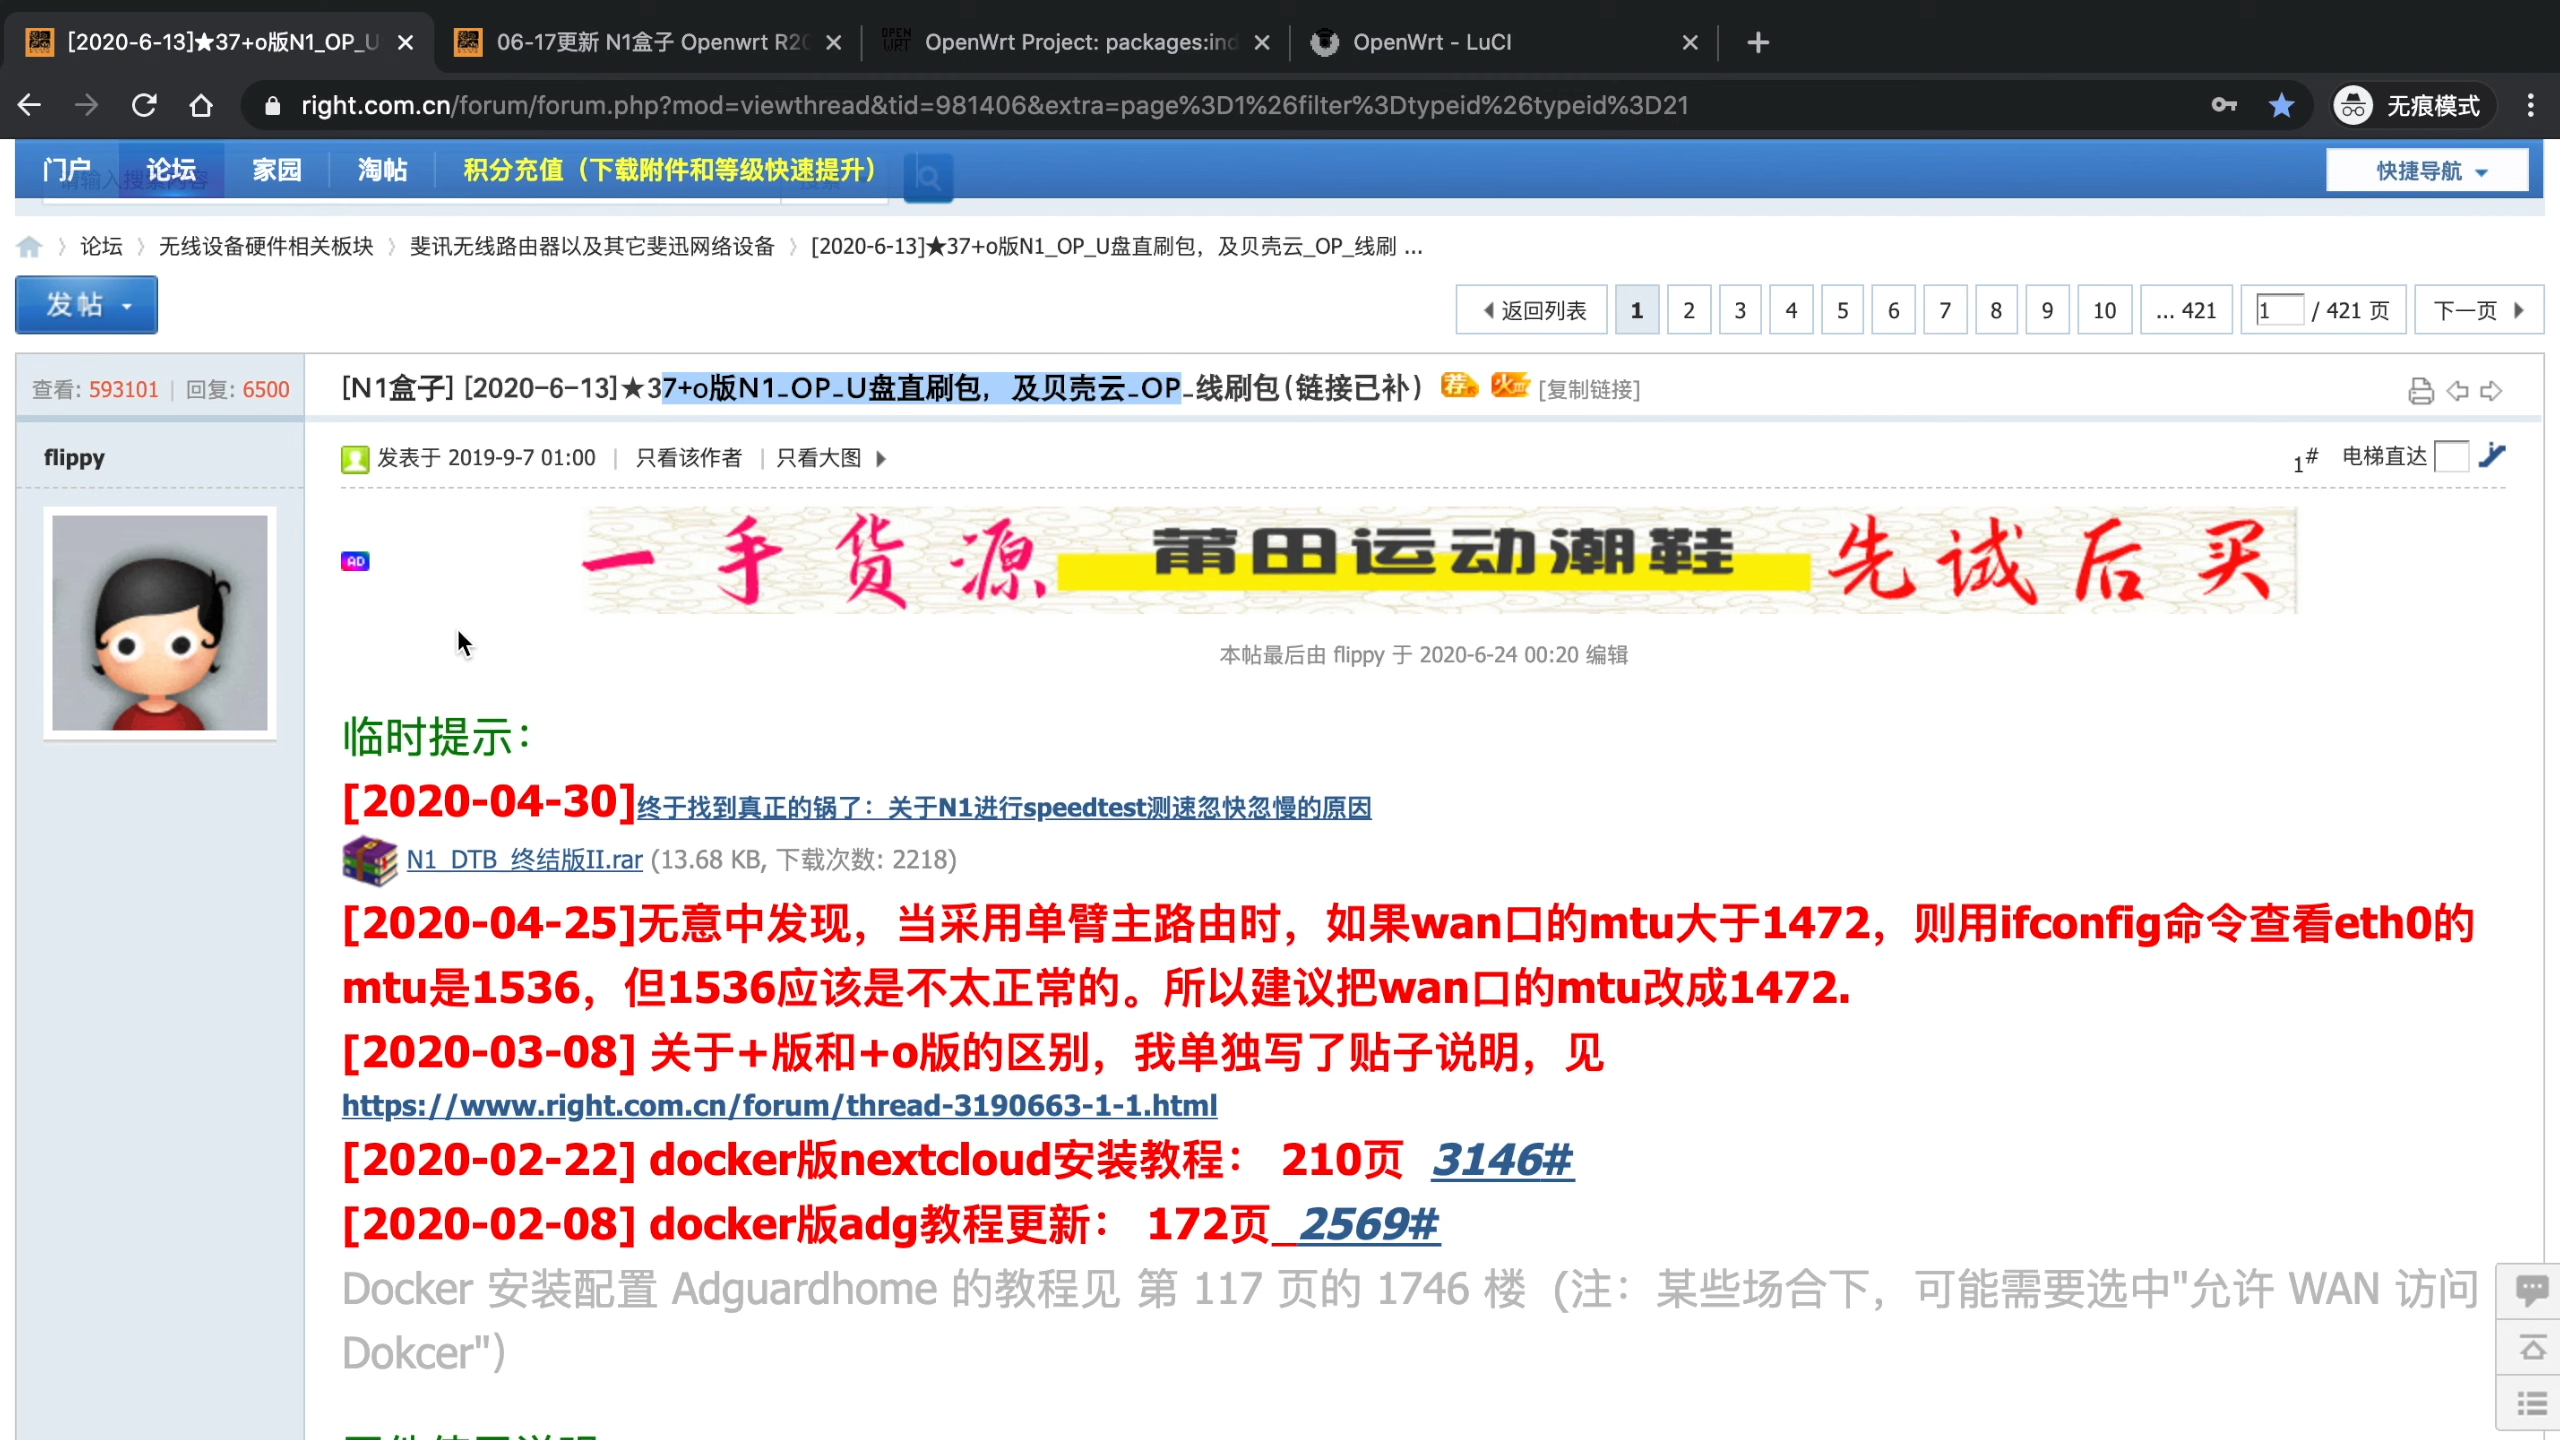 [2020-6-13]★37+o版N1_OP_U
06-17更新 N1盒子 Openwrt R20
OpenWrt Project: packages:ind
OpenWrt - LuCI
right.com.cn/forum/forum.php?mod=viewthread&tid=981406&extra=page%3D1%26filter%3Dtypeid%26typeid%3D21
无痕模式
门户 论坛 家园 淘帖 积分充值（下载附件和等级快速提升）
请输入搜索内容
搜索
快捷导航
论坛 〉 无线设备硬件相关板块 〉 斐讯无线路由器以及其它斐迅网络设备 〉 [2020-6-13]★37+o版N1_OP_U盘直刷包，及贝壳云_OP_线刷 ...
发帖
返回列表 1 2 3 4 5 6 7 8 9 10 ... 421 1 / 421 页 下一页
查看: 593101 | 回复: 6500
[N1盒子] [2020-6-13]★37+o版N1_OP_U盘直刷包，及贝壳云_OP_线刷包(链接已补) 荐 火 [复制链接]
flippy
发表于 2019-9-7 01:00 | 只看该作者 | 只看大图
1# 电梯直达
AD
一手货源 莆田运动潮鞋 先试后买
本帖最后由 flippy 于 2020-6-24 00:20 编辑
临时提示：
[2020-04-30]终于找到真正的锅了：关于N1进行speedtest测速忽快忽慢的原因
N1_DTB_终结版II.rar (13.68 KB, 下载次数: 2218)
[2020-04-25]无意中发现，当采用单臂主路由时，如果wan口的mtu大于1472，则用ifconfig命令查看eth0的
mtu是1536，但1536应该是不太正常的。所以建议把wan口的mtu改成1472.
[2020-03-08] 关于+版和+o版的区别，我单独写了贴子说明，见
https://www.right.com.cn/forum/thread-3190663-1-1.html
[2020-02-22] docker版nextcloud安装教程： 210页 3146#
[2020-02-08] docker版adg教程更新： 172页_2569#
Docker 安装配置 Adguardhome 的教程见 第 117 页的 1746 楼（注：某些场合下，可能需要选中"允许 WAN 访问
Dokcer")